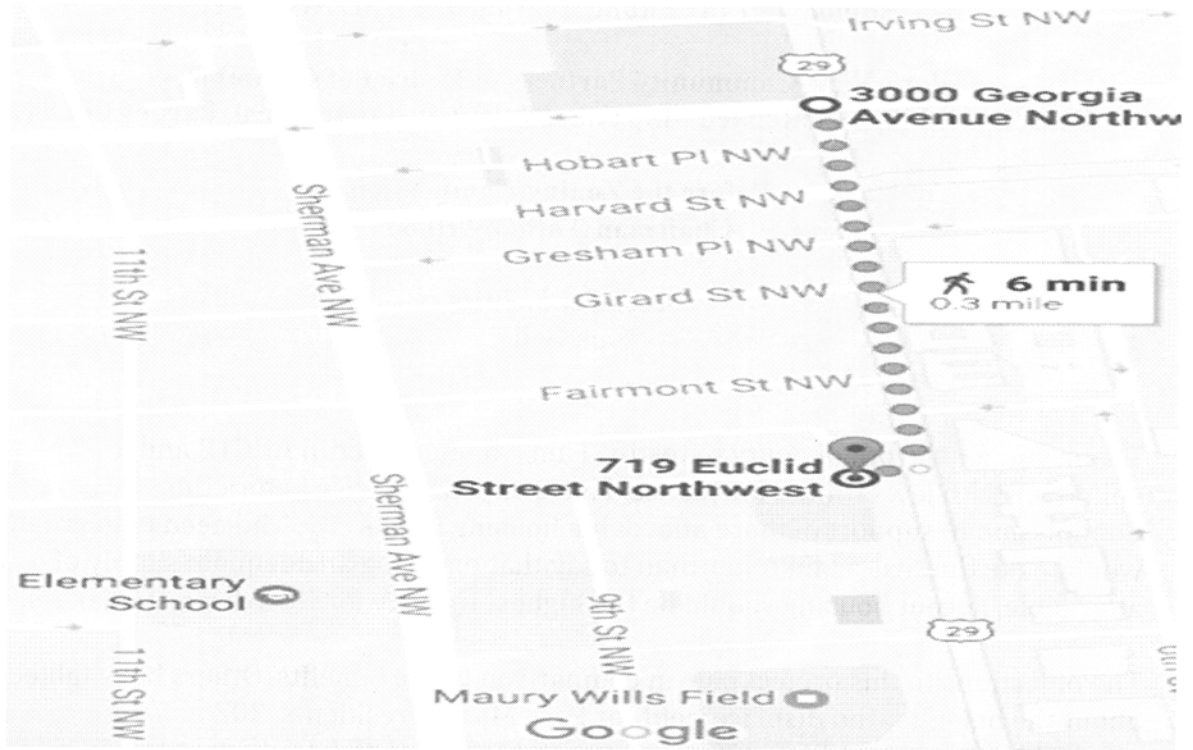 Irving St NW
29
3000 Georgia
Avenue Northw
Hobart Pl NW
Harvard St NW
Sherman Ave NW
Gresham Pl NW
11th St NW
6 min
0.3 mile
Girard St NW
Fairmont St NW
719 Euclid
Street Northwest
Sherman Ave NW
Elementary
School
9th St NW
29
11th St NW
Maury Wills Field
Google